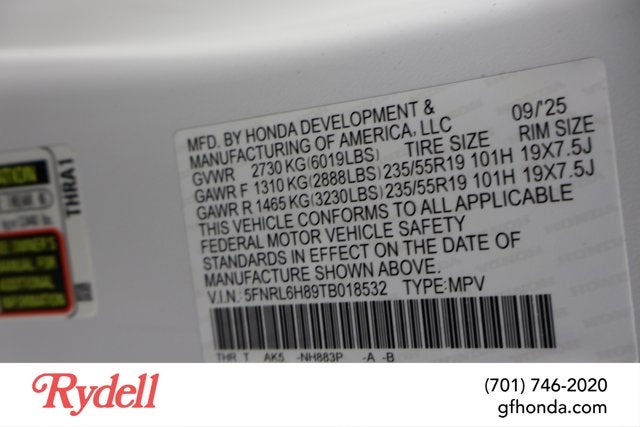 MFD. BY HONDA DEVELOPMENT & 09/'25
MANUFACTURING OF AMERICA, LLC
GVWR 2730 KG(6019LBS) TIRE SIZE RIM SIZE
GAWR F 1310 KG(2888LBS) 235/55R19 101H 19X7.5J
GAWR R 1465 KG(3230LBS) 235/55R19 101H 19X7.5J
THIS VEHICLE CONFORMS TO ALL APPLICABLE
FEDERAL MOTOR VEHICLE SAFETY
STANDARDS IN EFFECT ON THE DATE OF
MANUFACTURE SHOWN ABOVE.
V.I.N.: 5FNRL6H89TB018532 TYPE:MPV
THR T AK5 -NH883P -A -B
THRA1
INFORMATION
Rydell
(701) 746-2020
gfhonda.com